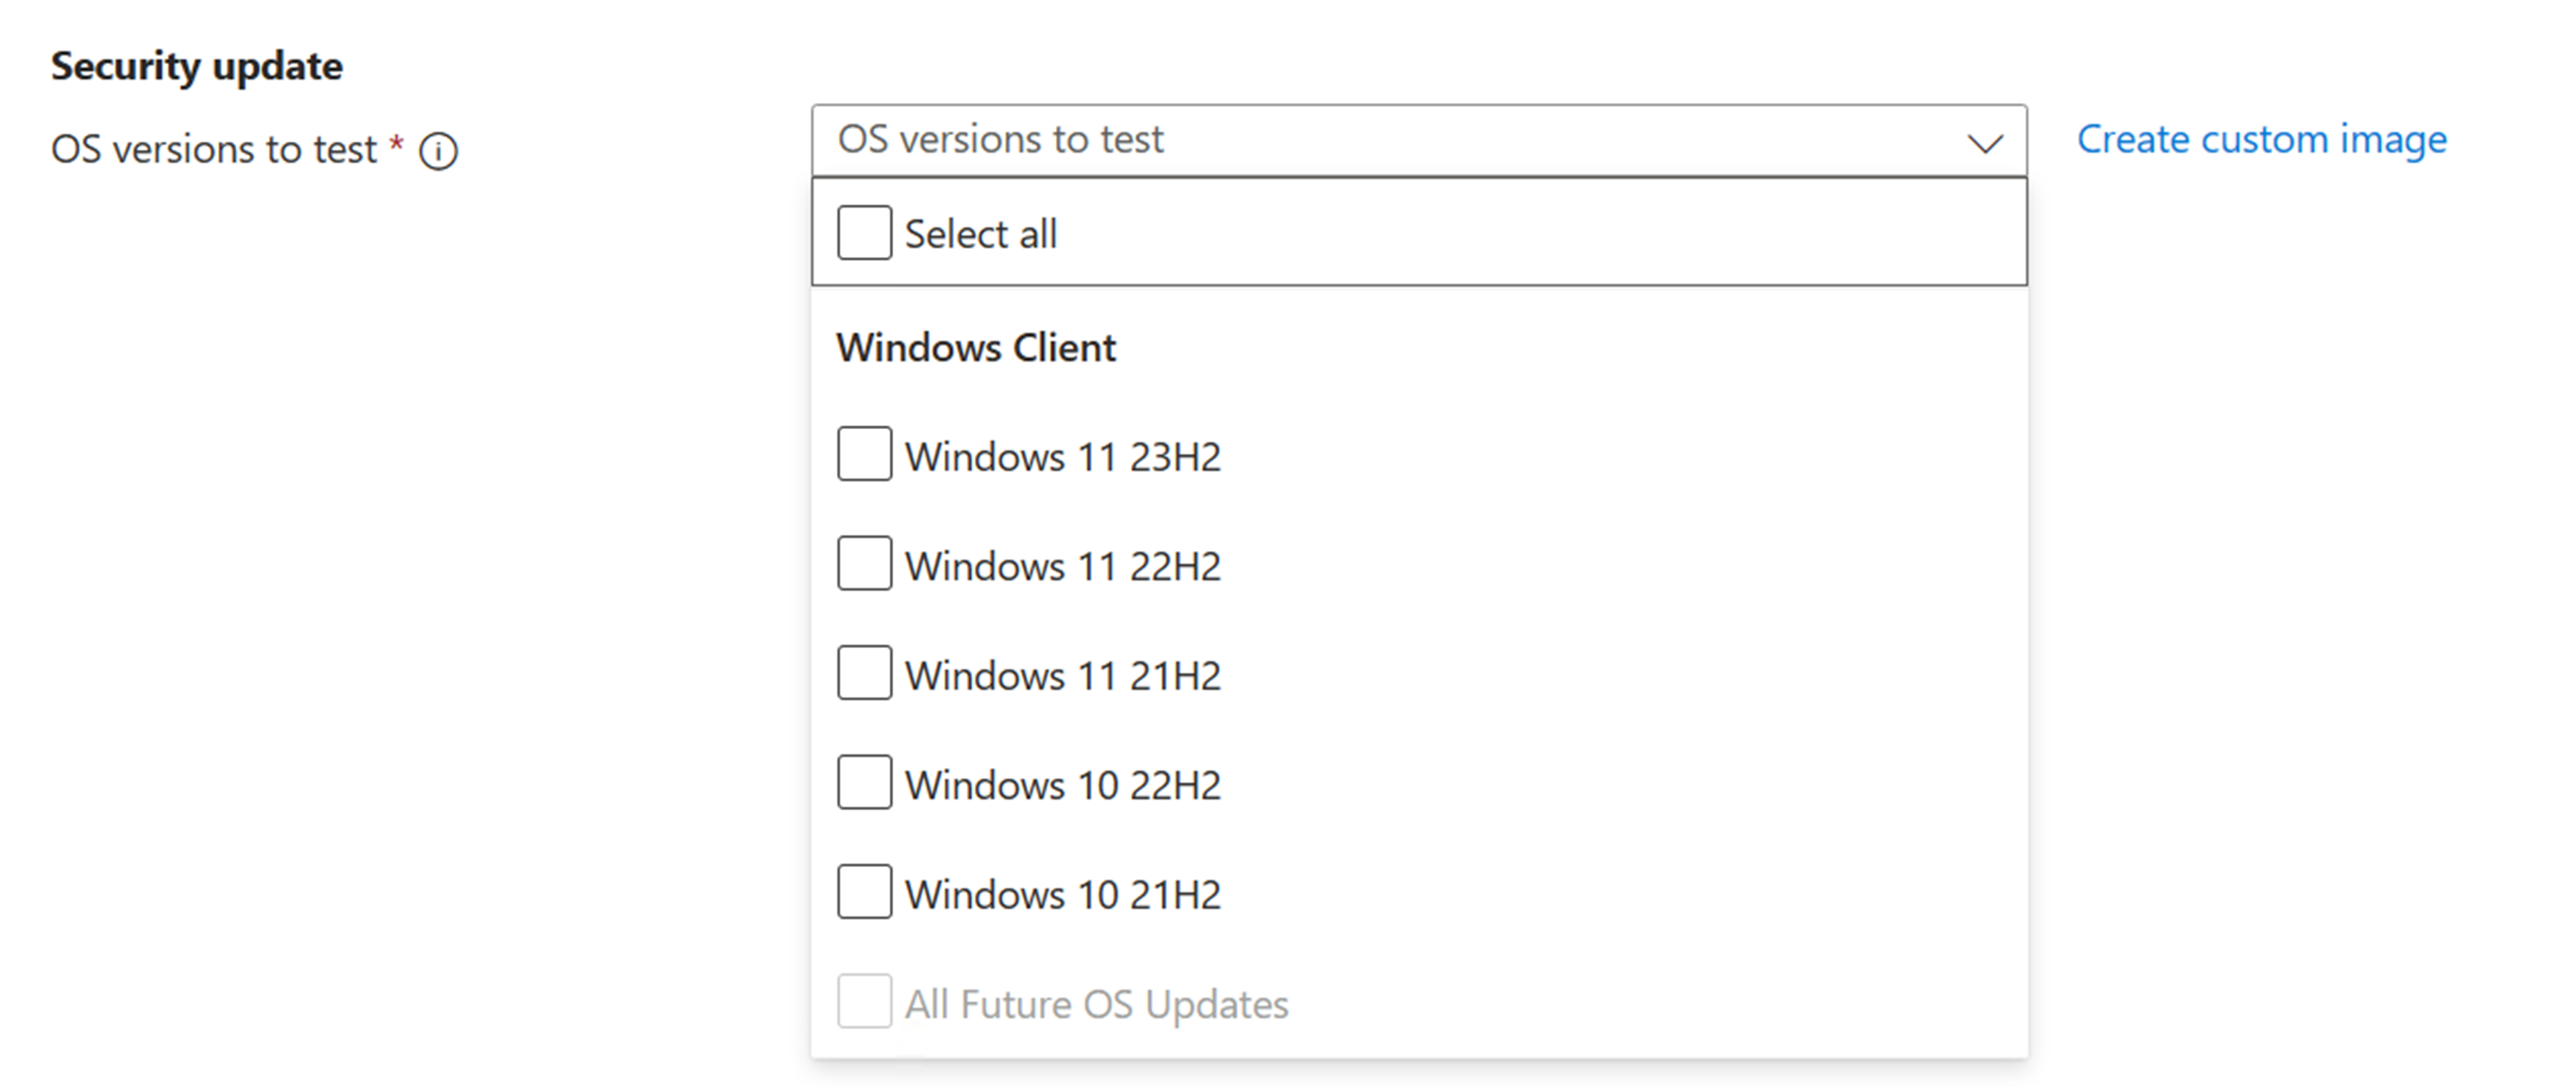 Security update
OS versions to test *
OS versions to test
Create custom image
Select all
Windows Client
Windows 11 23H2
Windows 11 22H2
Windows 11 21H2
Windows 10 22H2
Windows 10 21H2
All Future OS Updates